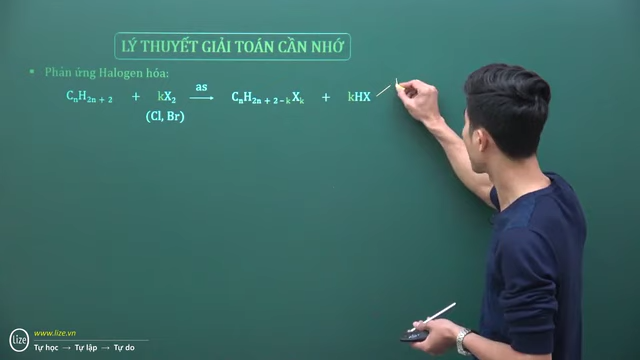 LÝ THUYẾT GIẢI TOÁN CẦN NHỚ
▪ Phản ứng Halogen hóa:
CₙH₂ₙ ₊ ₂ + kX₂ —as→ CₙH₂ₙ ₊ ₂ ₋ ₖXₖ + kHX
(Cl, Br)
Lize
www.lize.vn
Tự học → Tự lập → Tự do